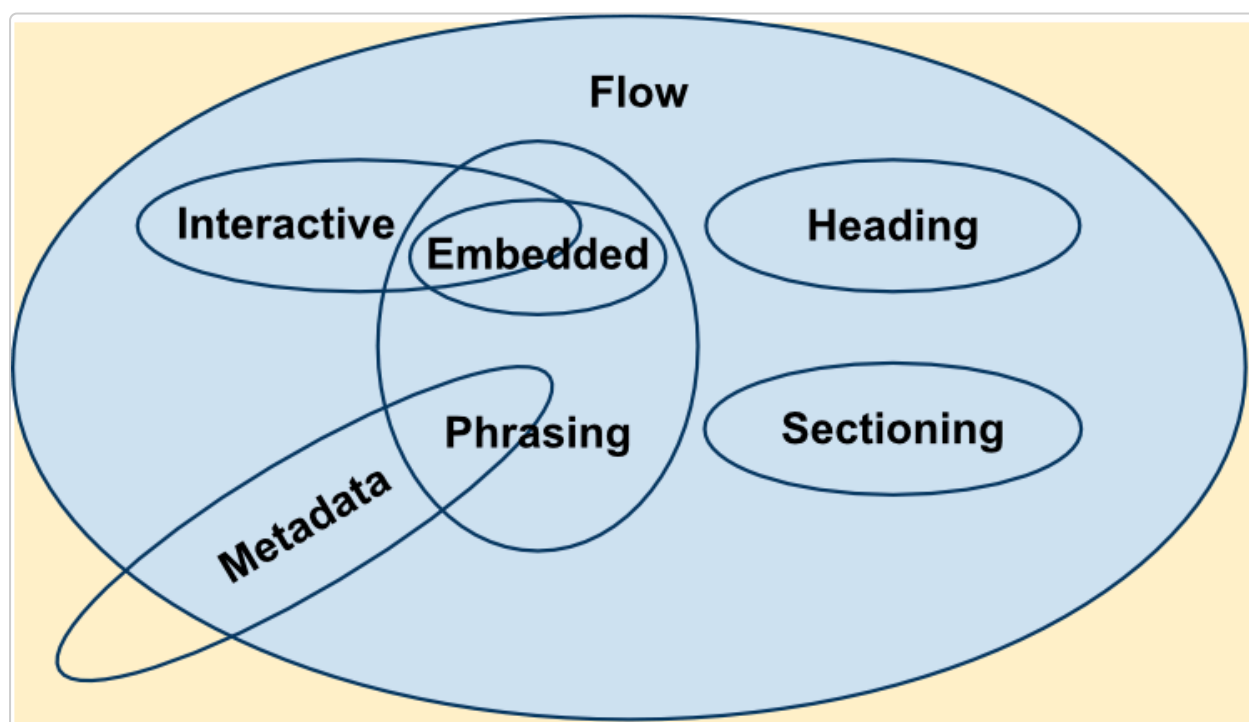 Flow
Interactive
Embedded
Heading
Phrasing
Sectioning
Metadata